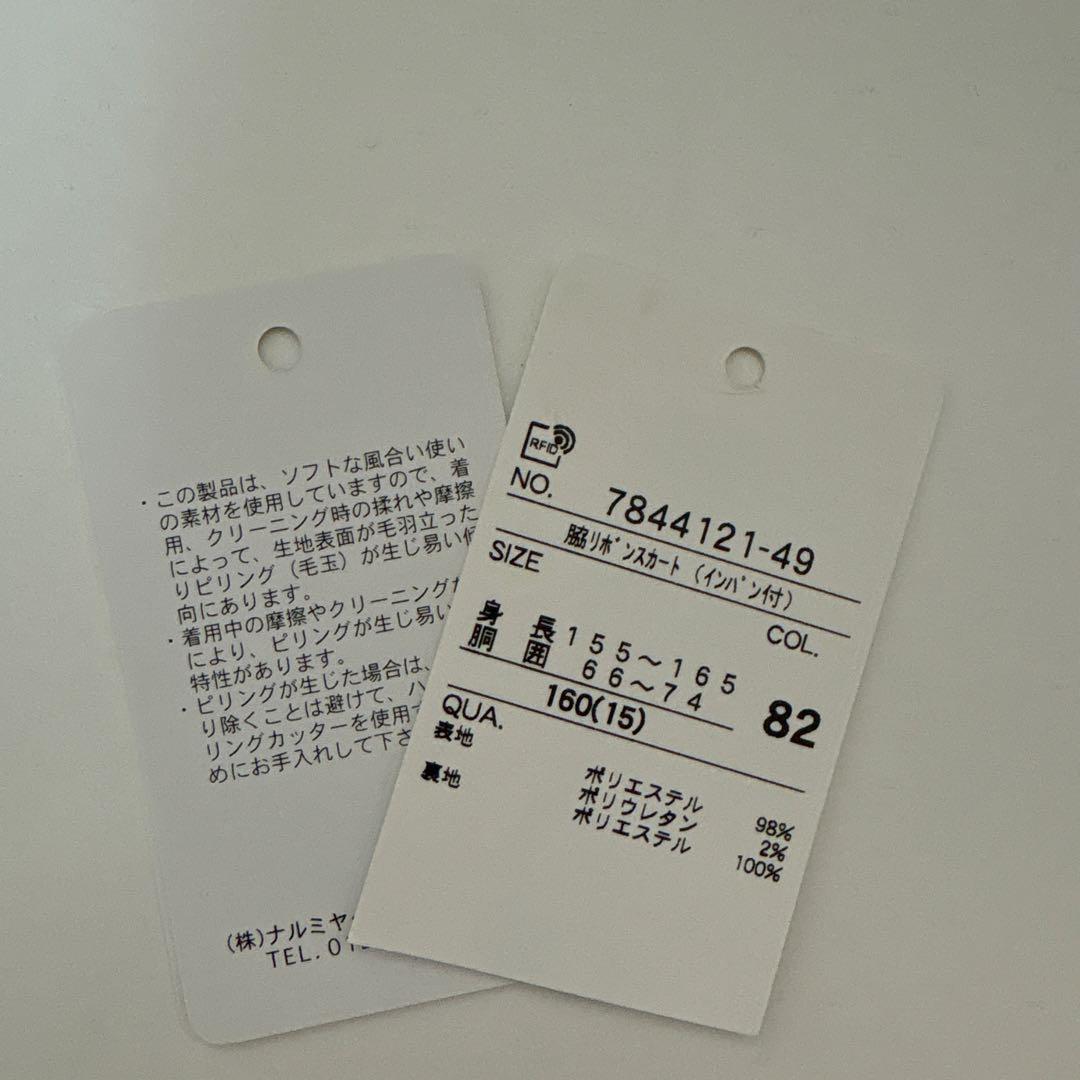 ・この製品は、ソフトな風合い使い
の素材を使用していますので、着
用、クリーニング時の揉れや摩擦
によって、生地表面が毛羽立った
りピリング（毛玉）が生じ易い傾
向にあります。
・着用中の摩擦やクリーニング
により、ピリングが生じ易い
特性があります。
・ピリングが生じた場合は、
り除くことは避けて、ハ
リングカッターを使用
めにお手入れして下さ
(株)ナルミヤ
TEL.01
RFID
NO. 7844121-49
脇リボンスカート（インパン付）
SIZE
COL.
身長 155～165
胴囲 66～74
160(15)
82
QUA.
表地
ポリエステル 98%
ポリウレタン 2%
裏地
ポリエステル 100%